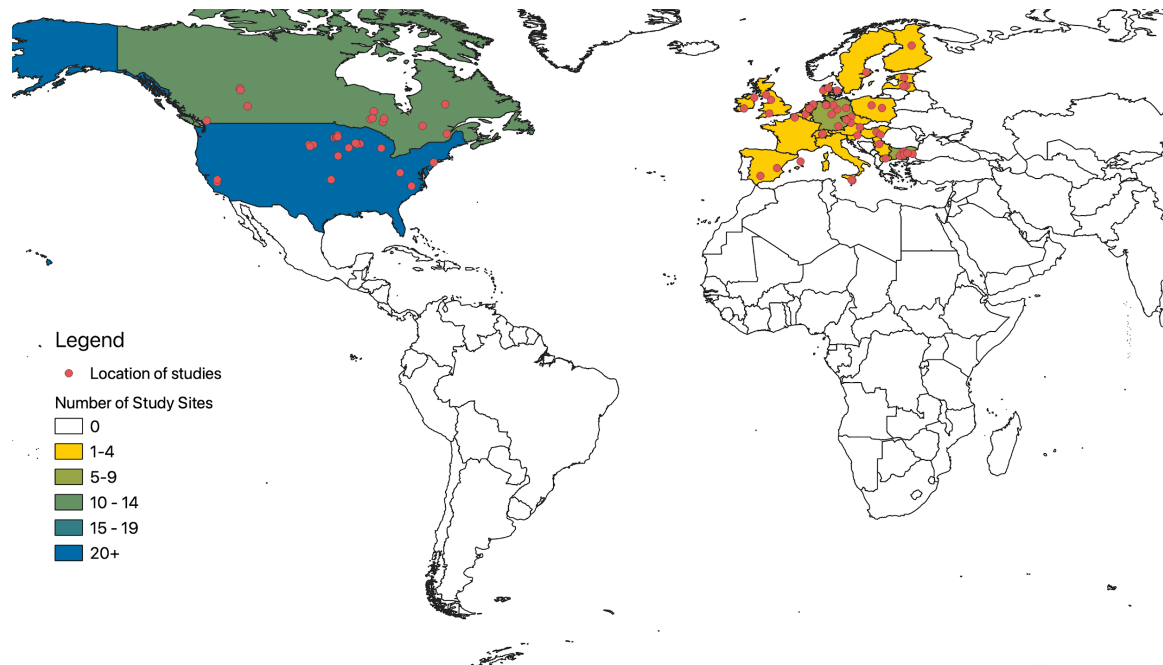 Legend
Location of studies
Number of Study Sites
0
1-4
5-9
10 - 14
15 - 19
20+